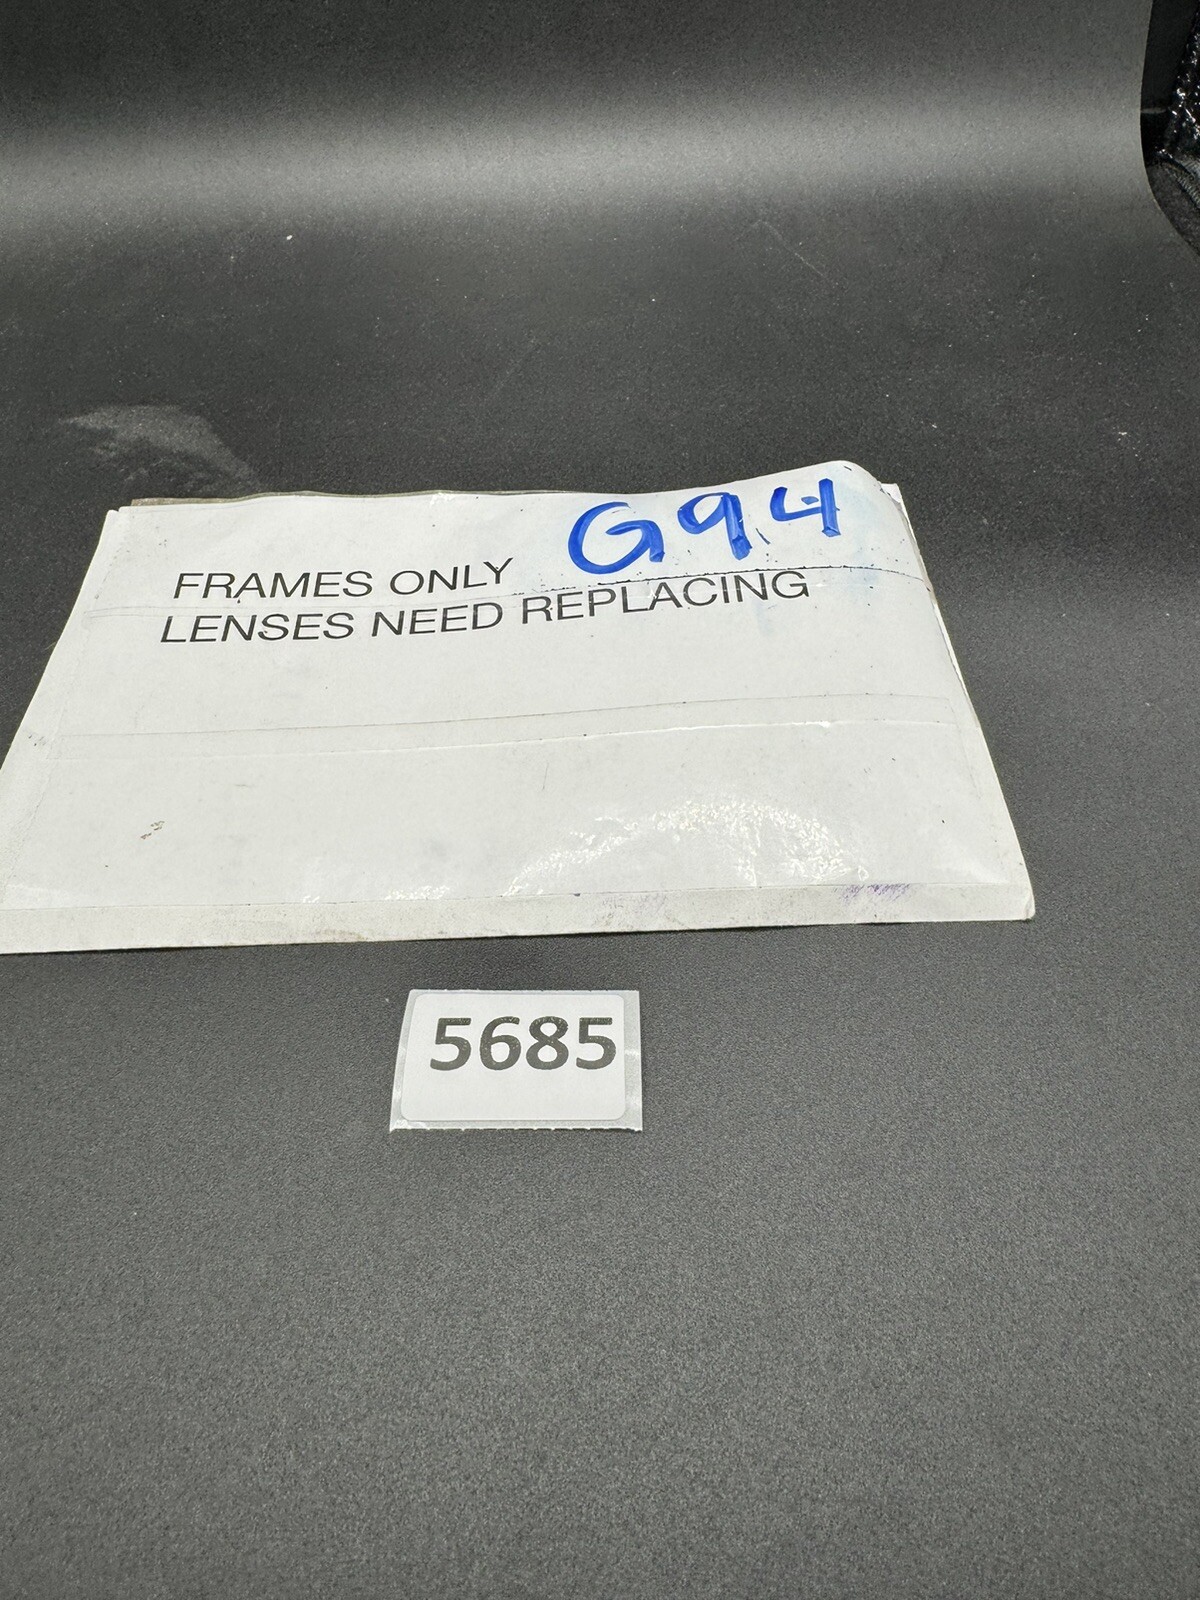 G94
FRAMES ONLY
LENSES NEED REPLACING
5685